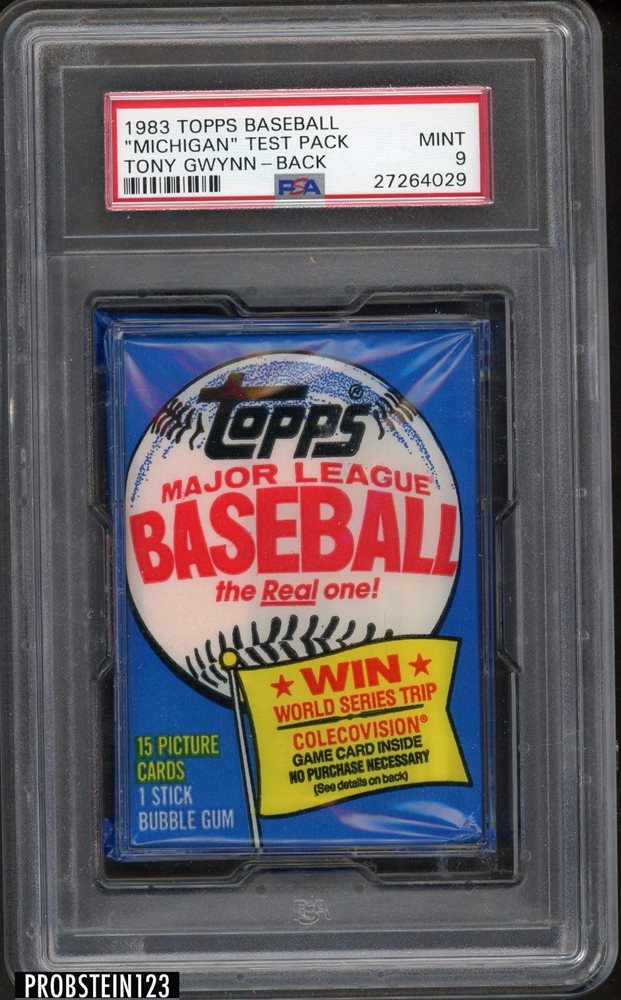 1983 TOPPS BASEBALL
"MICHIGAN" TEST PACK
TONY GWYNN-BACK
MINT
9
PSA
27264029
Topps®
MAJOR LEAGUE
BASEBALL
the Real one!
★ WIN ★
WORLD SERIES TRIP
COLECOVISION®
GAME CARD INSIDE
NO PURCHASE NECESSARY
(See details on back)
15 PICTURE
CARDS
1 STICK
BUBBLE GUM
PSA
PROBSTEIN123